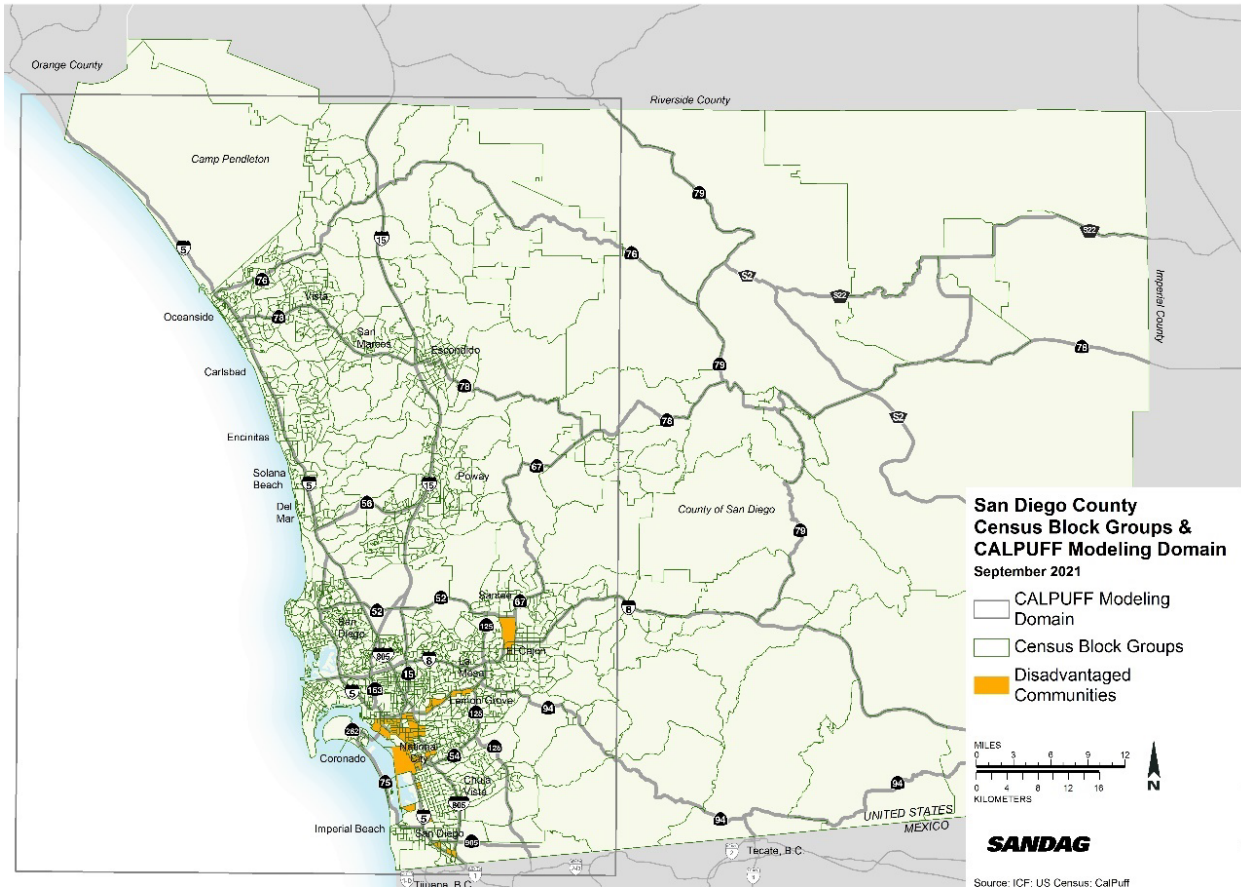 Orange County
Riverside County
Camp Pendleton
79
15
5
76
S22
S2
76
S22
Imperial County
Vista
Oceanside
78
San
Marcos
Escondido
78
79
Carlsbad
78
78
S2
Encinitas
67
Solana
Beach
5
Poway
15
Del
Mar
56
County of San Diego
79
52
Santee
67
8
52
San
Diego
125
El Cajon
805
8
La
Mesa
15
5
163
Lemon Grove
94
282
125
National
City
54
125
Coronado
75
Chula
Vista
94
805
5
Imperial Beach
San Diego
905
94
UNITED STATES
MEXICO
Tecate, B.C.
Tijuana, B.C.
San Diego County
Census Block Groups &
CALPUFF Modeling Domain
September 2021
CALPUFF Modeling
Domain
Census Block Groups
Disadvantaged
Communities
MILES
0 3 6 9 12
0 4 8 12 16
KILOMETERS
N
SANDAG
Source: ICF; US Census; CalPuff